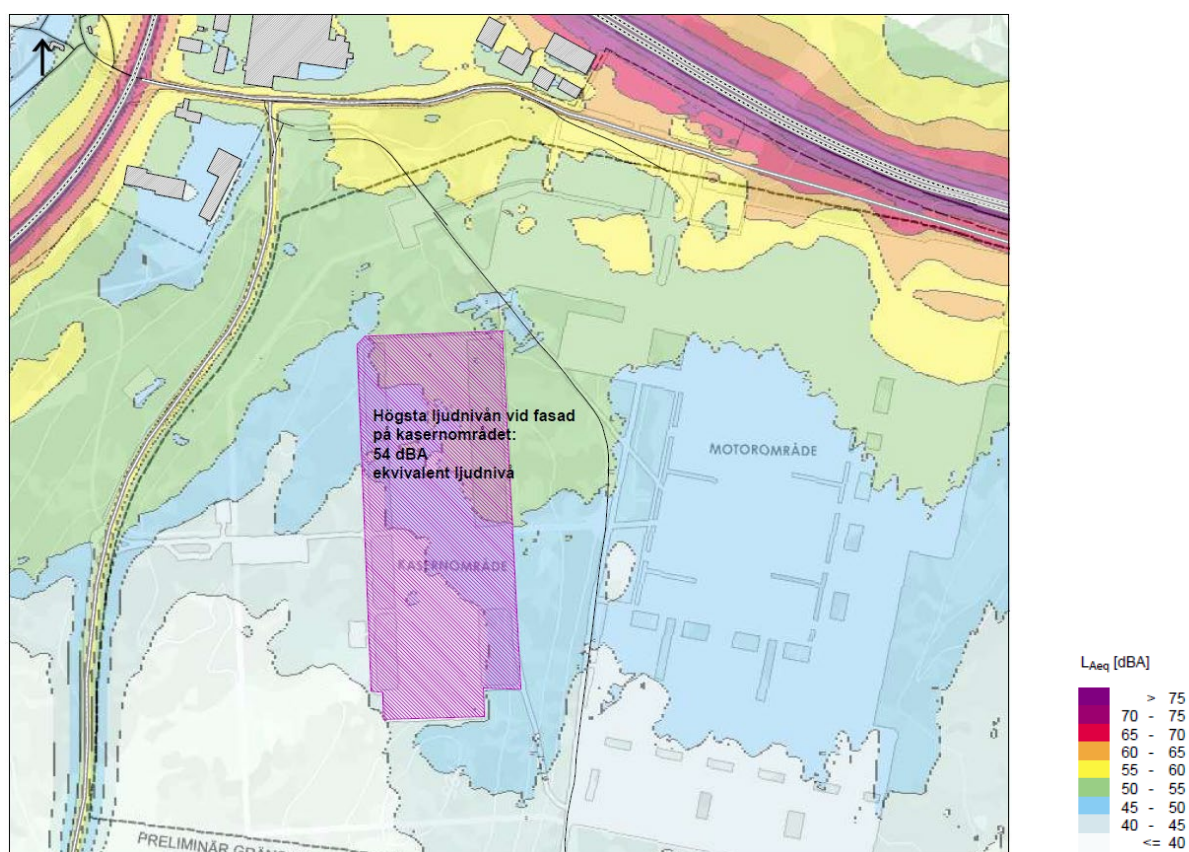 Högsta ljudnivån vid fasad
på kasernområdet:
54 dBA
ekvivalent ljudnivå
MOTOROMRÅDE
KASERNOMRÅDE
PRELIMINÄR
LAeq [dBA]
> 75
70 - 75
65 - 70
60 - 65
55 - 60
50 - 55
45 - 50
40 - 45
<= 40